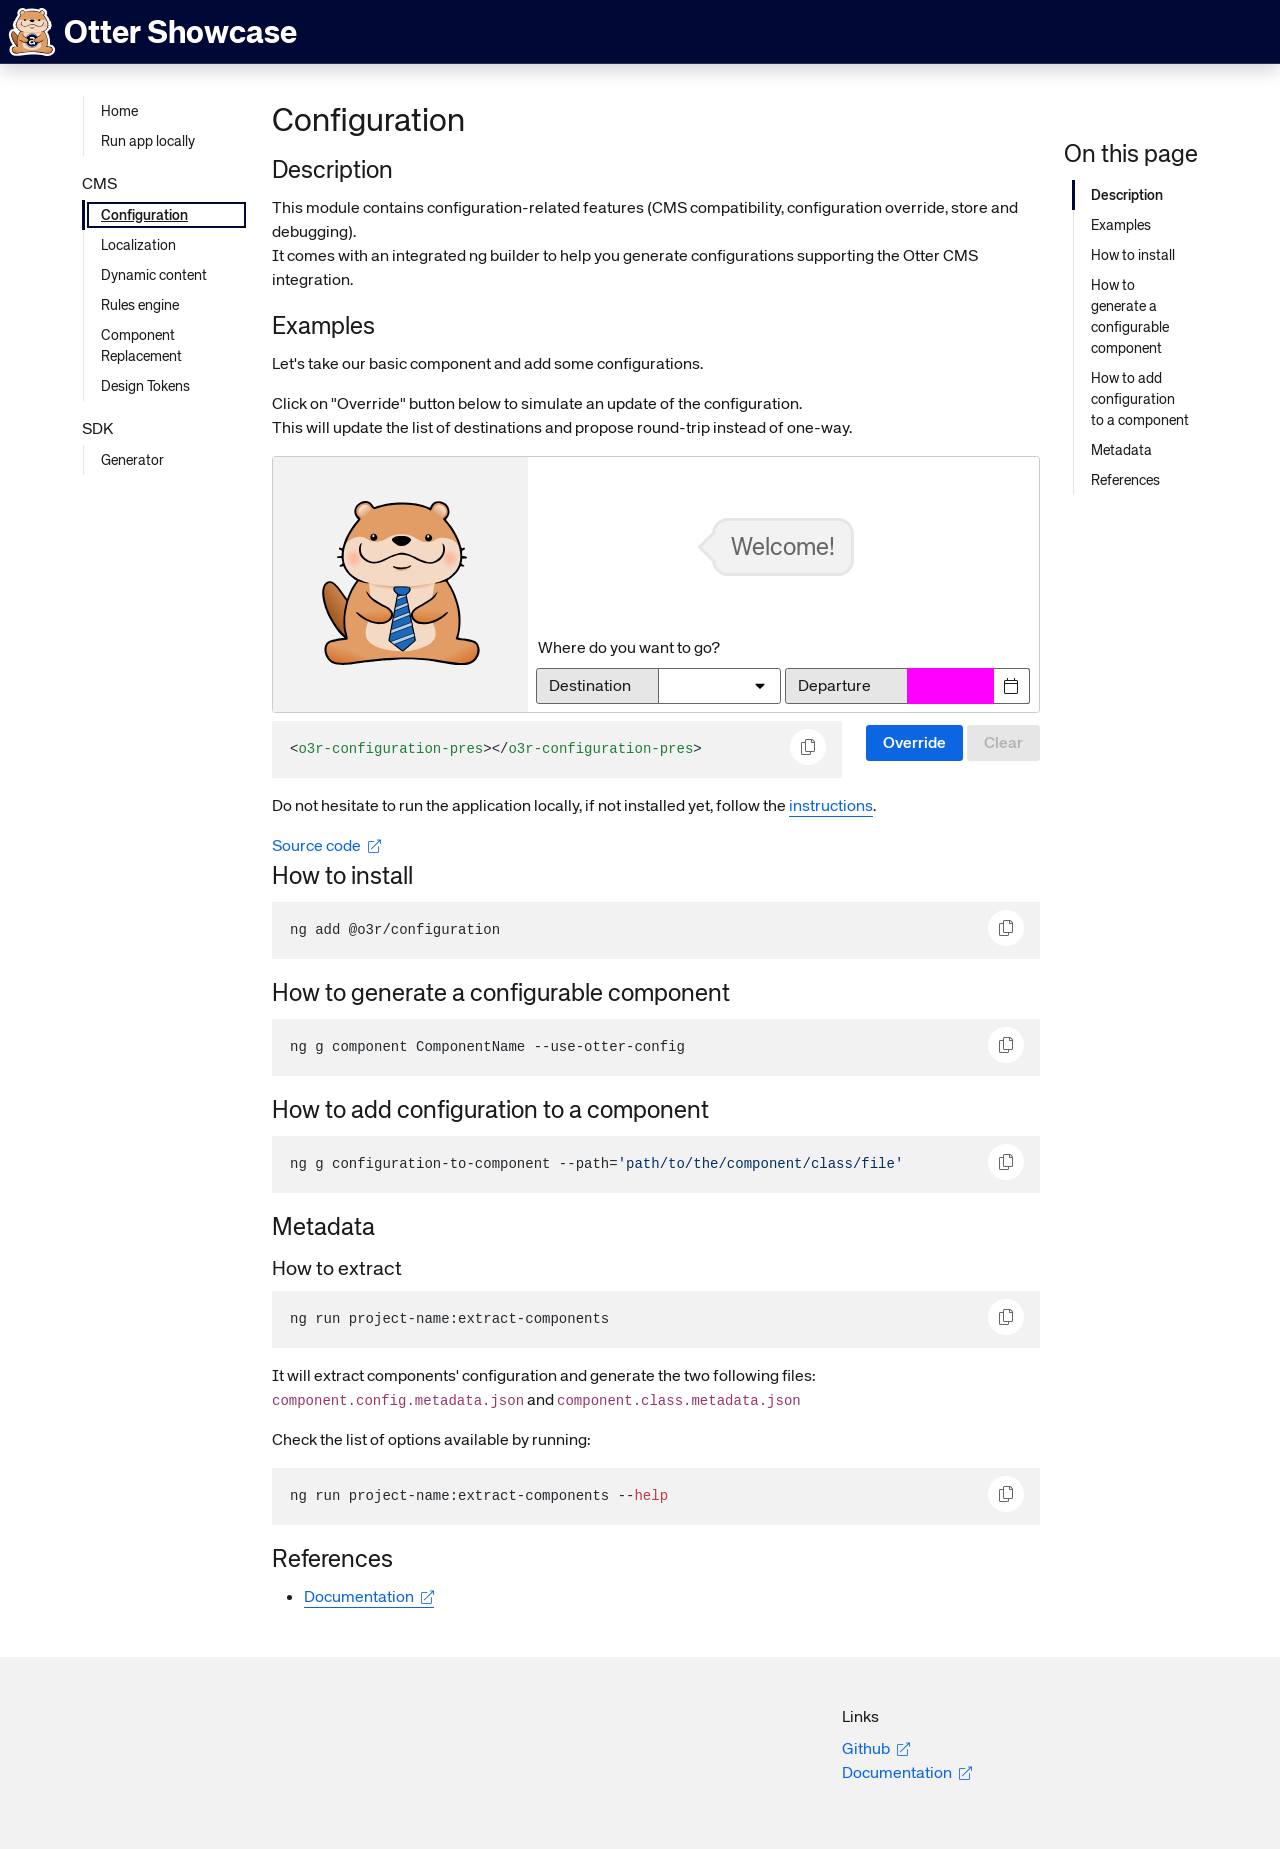 Otter Showcase
Home
Run app locally
CMS
Configuration
Localization
Dynamic content
Rules engine
Component
Replacement
Design Tokens
SDK
Generator
Configuration
Description
This module contains configuration-related features (CMS compatibility, configuration override, store and
debugging).
It comes with an integrated ng builder to help you generate configurations supporting the Otter CMS
integration.
Examples
Let's take our basic component and add some configurations.
Click on "Override" button below to simulate an update of the configuration.
This will update the list of destinations and propose round-trip instead of one-way.
Welcome!
Where do you want to go?
Destination
Departure
<o3r-configuration-pres></o3r-configuration-pres>
Override
Clear
Do not hesitate to run the application locally, if not installed yet, follow the instructions.
Source code
How to install
ng add @o3r/configuration
How to generate a configurable component
ng g component ComponentName --use-otter-config
How to add configuration to a component
ng g configuration-to-component --path='path/to/the/component/class/file'
Metadata
How to extract
ng run project-name:extract-components
It will extract components' configuration and generate the two following files:
component.config.metadata.json and component.class.metadata.json
Check the list of options available by running:
ng run project-name:extract-components --help
References
Documentation
On this page
Description
Examples
How to install
How to
generate a
configurable
component
How to add
configuration
to a component
Metadata
References
Links
Github
Documentation